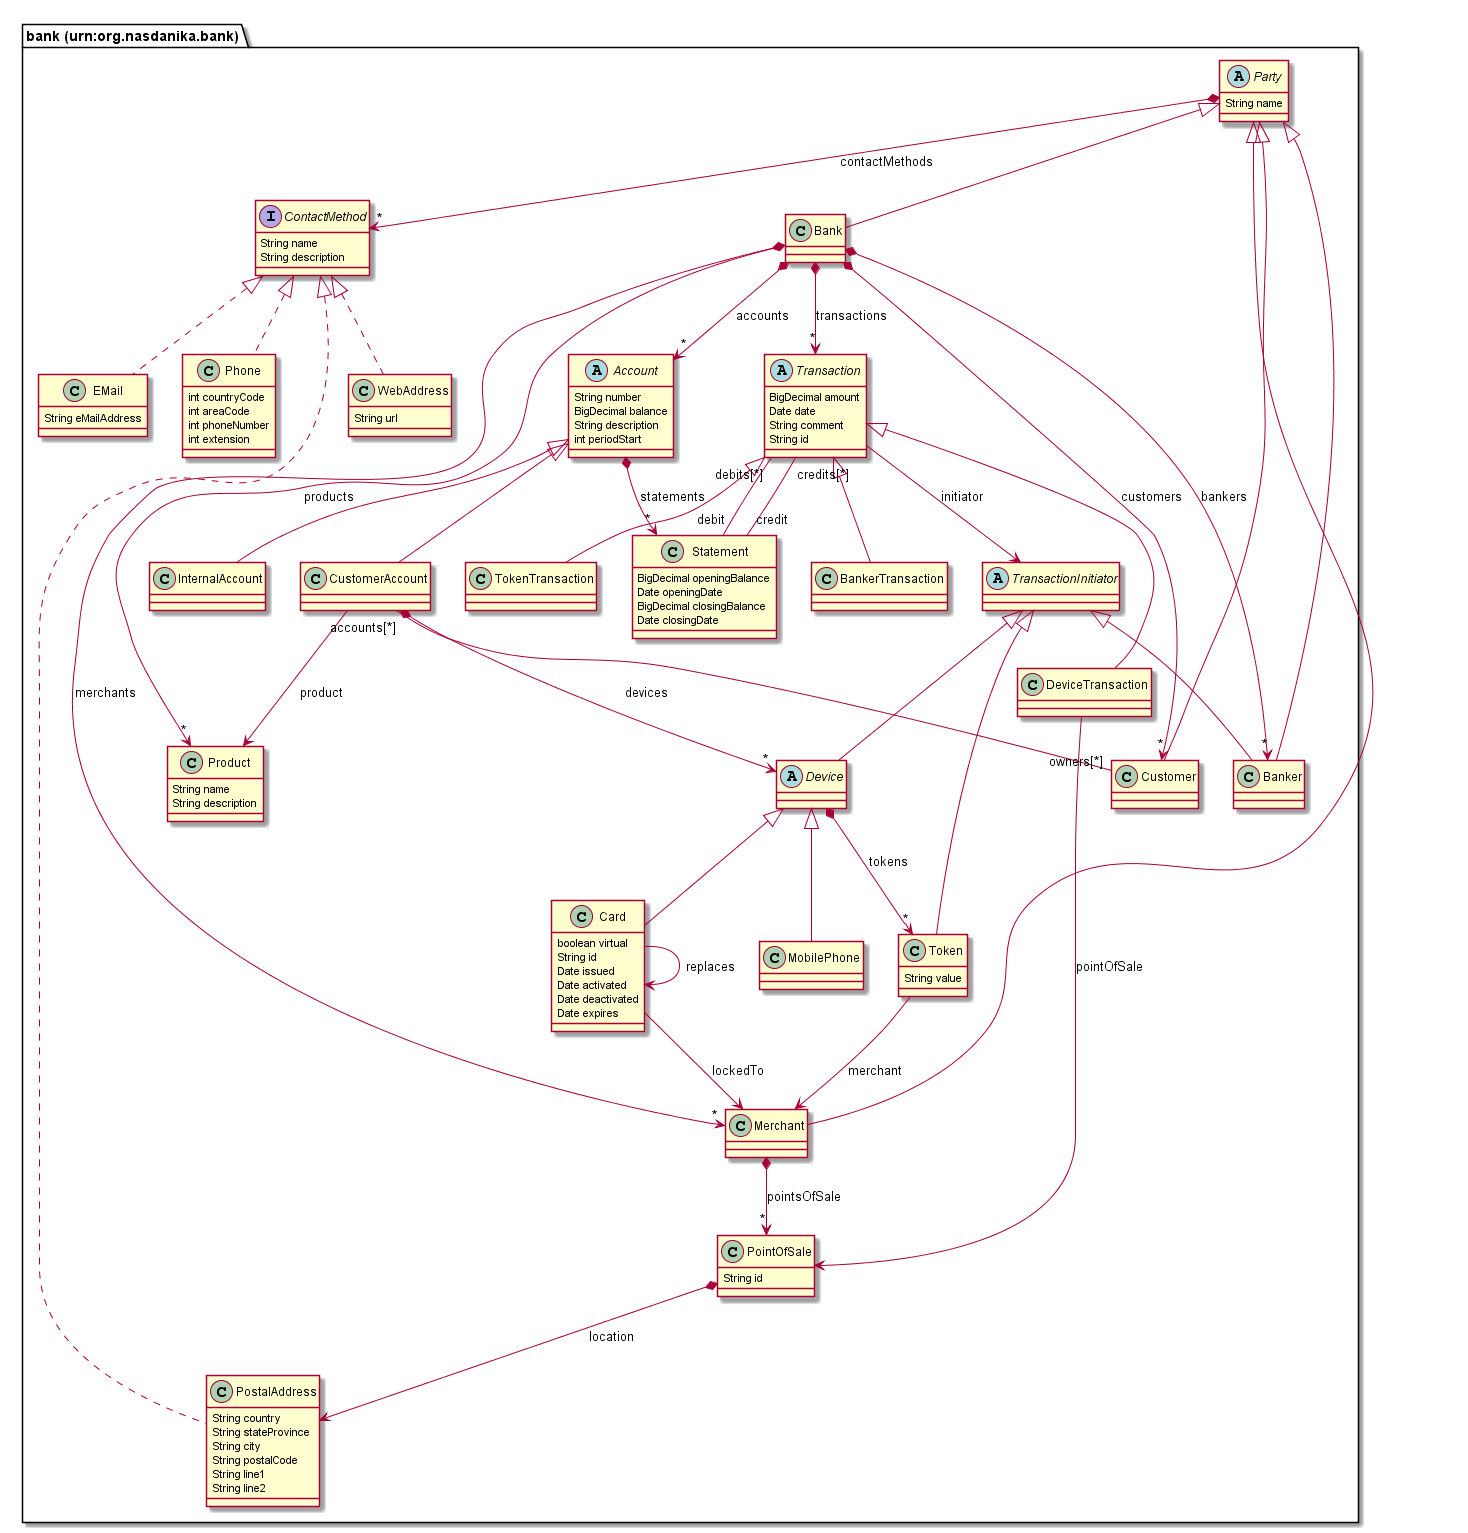 bank (urn:org.nasdanika.bank)
A Party
String name
contactMethods
*
I ContactMethod
String name
String description
C Bank
accounts
*
transactions
*
C EMail
String eMailAddress
C Phone
int countryCode
int areaCode
int phoneNumber
int extension
C WebAddress
String url
A Account
String number
BigDecimal balance
String description
int periodStart
A Transaction
BigDecimal amount
Date date
String comment
String id
products
statements
*
debits[*]
credits[*]
debit
credit
initiator
customers
bankers
C InternalAccount
C CustomerAccount
C TokenTransaction
C Statement
BigDecimal openingBalance
Date openingDate
BigDecimal closingBalance
Date closingDate
C BankerTransaction
A TransactionInitiator
accounts[*]
C DeviceTransaction
merchants
product
devices
*
*
*
*
owners[*]
C Product
String name
String description
A Device
C Customer
C Banker
tokens
*
C Card
boolean virtual
String id
Date issued
Date activated
Date deactivated
Date expires
replaces
C MobilePhone
C Token
String value
pointOfSale
lockedTo
merchant
*
C Merchant
pointsOfSale
*
C PointOfSale
String id
location
C PostalAddress
String country
String stateProvince
String city
String postalCode
String line1
String line2